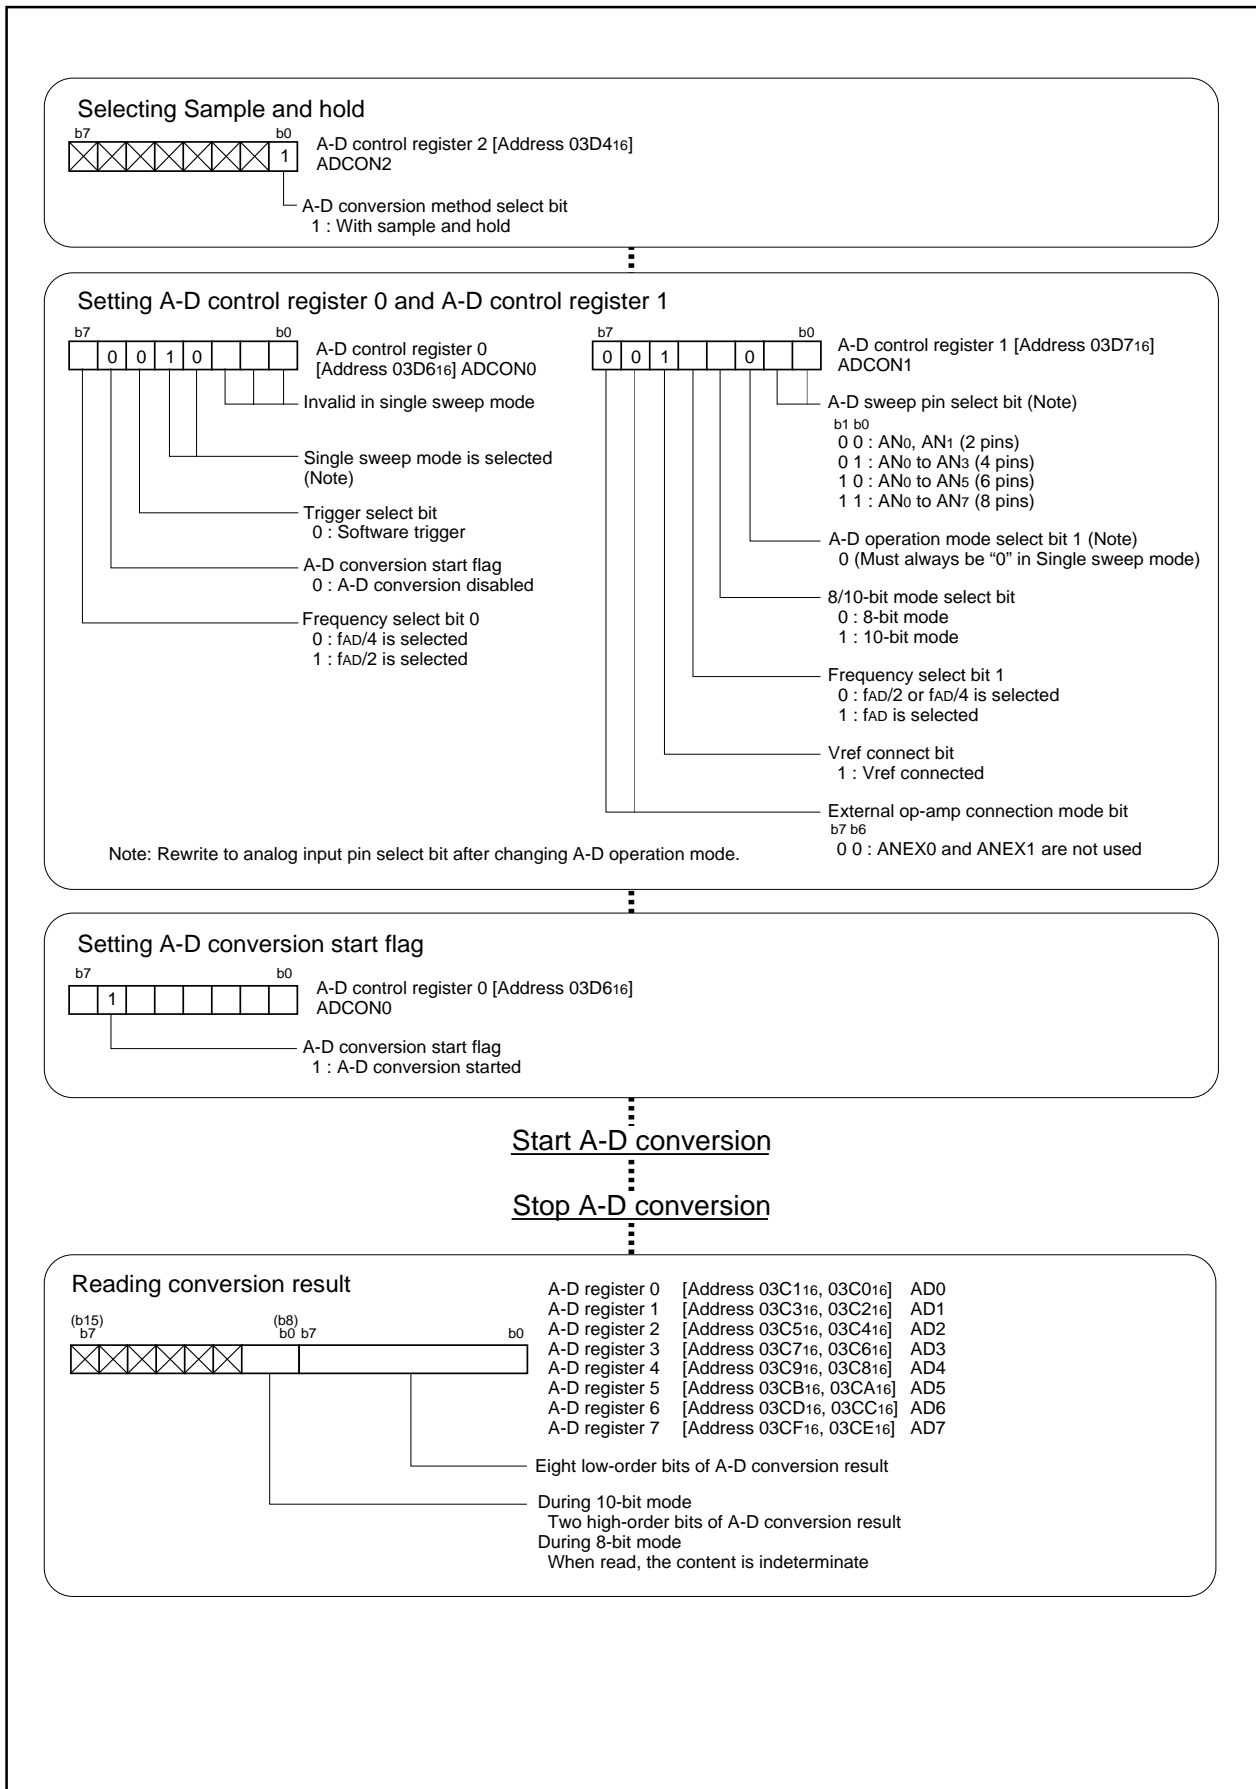 Selecting Sample and hold
b7 b0
1
A-D control register 2 [Address 03D416]
ADCON2
A-D conversion method select bit
1 : With sample and hold
Setting A-D control register 0 and A-D control register 1
b7 b0
0 0 1 0
A-D control register 0
[Address 03D616] ADCON0
Invalid in single sweep mode
Single sweep mode is selected
(Note)
Trigger select bit
0 : Software trigger
A-D conversion start flag
0 : A-D conversion disabled
Frequency select bit 0
0 : fAD/4 is selected
1 : fAD/2 is selected
b7 b0
0 0 1 0
A-D control register 1 [Address 03D716]
ADCON1
A-D sweep pin select bit (Note)
b1 b0
0 0 : AN0, AN1 (2 pins)
0 1 : AN0 to AN3 (4 pins)
1 0 : AN0 to AN5 (6 pins)
1 1 : AN0 to AN7 (8 pins)
A-D operation mode select bit 1 (Note)
0 (Must always be “0” in Single sweep mode)
8/10-bit mode select bit
0 : 8-bit mode
1 : 10-bit mode
Frequency select bit 1
0 : fAD/2 or fAD/4 is selected
1 : fAD is selected
Vref connect bit
1 : Vref connected
External op-amp connection mode bit
b7 b6
0 0 : ANEX0 and ANEX1 are not used
Note: Rewrite to analog input pin select bit after changing A-D operation mode.
Setting A-D conversion start flag
b7 b0
1
A-D control register 0 [Address 03D616]
ADCON0
A-D conversion start flag
1 : A-D conversion started
Start A-D conversion
Stop A-D conversion
Reading conversion result
(b15) (b8)
b7 b0 b7 b0
A-D register 0 [Address 03C116, 03C016] AD0
A-D register 1 [Address 03C316, 03C216] AD1
A-D register 2 [Address 03C516, 03C416] AD2
A-D register 3 [Address 03C716, 03C616] AD3
A-D register 4 [Address 03C916, 03C816] AD4
A-D register 5 [Address 03CB16, 03CA16] AD5
A-D register 6 [Address 03CD16, 03CC16] AD6
A-D register 7 [Address 03CF16, 03CE16] AD7
Eight low-order bits of A-D conversion result
During 10-bit mode
Two high-order bits of A-D conversion result
During 8-bit mode
When read, the content is indeterminate